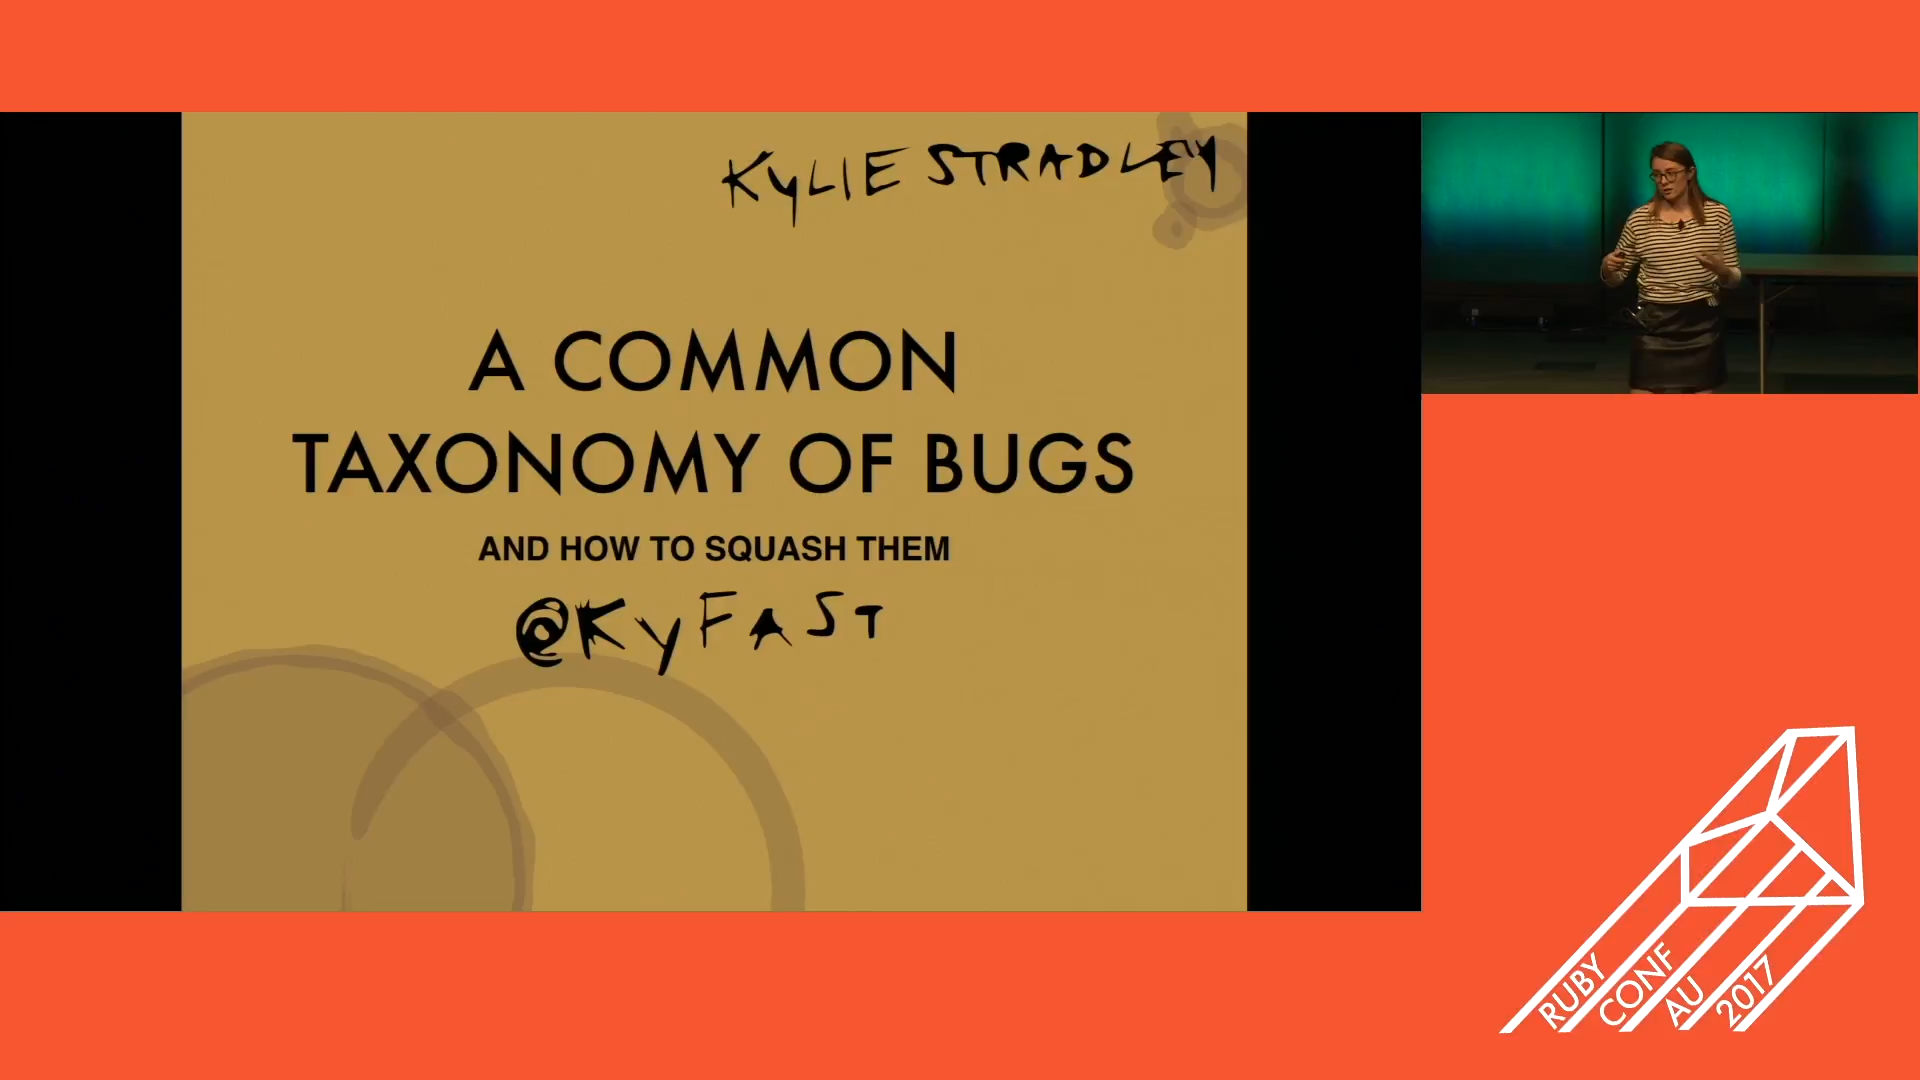 KYLIE STRADLEY
A COMMON
TAXONOMY OF BUGS
AND HOW TO SQUASH THEM
@KYFAST
RUBY
CONF
AU
2017